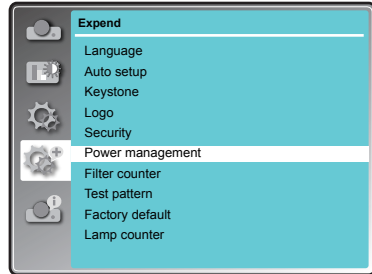 Expend
Language
Auto setup
Keystone
Logo
Security
Power management
Filter counter
Test pattern
Factory default
Lamp counter